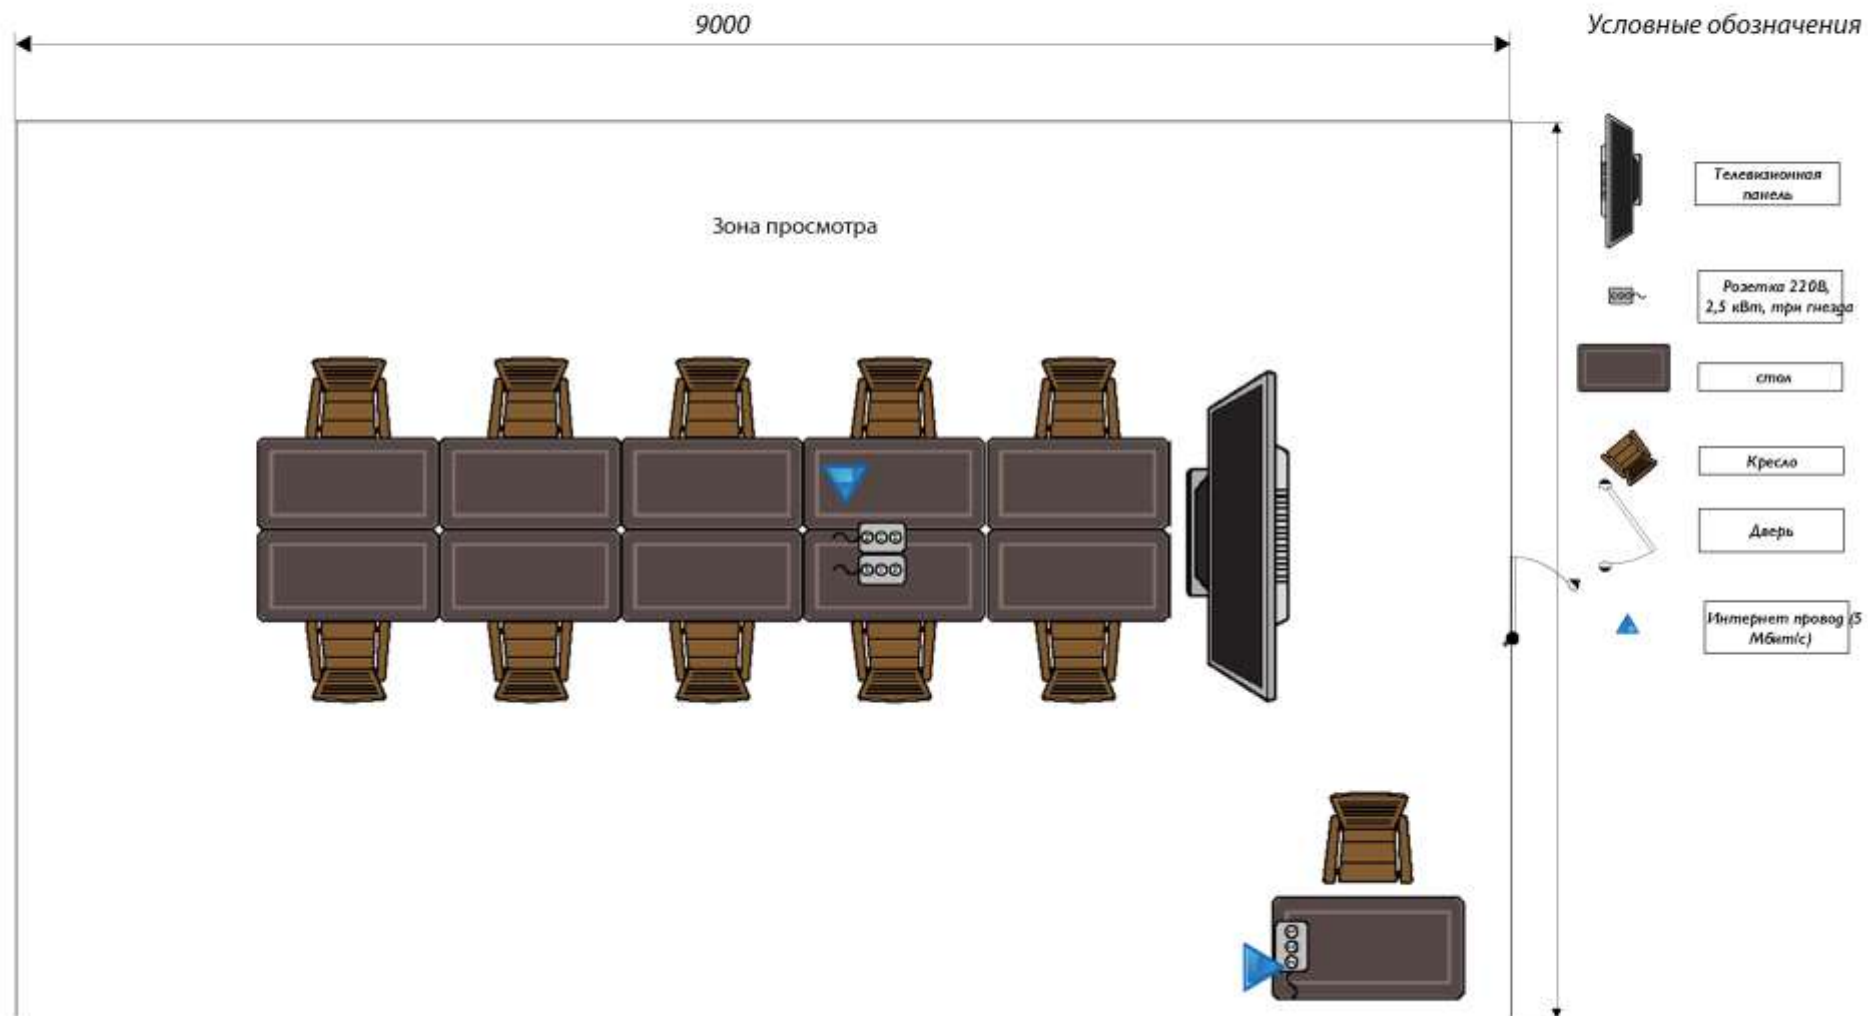 9000
Условные обозначения
Зона просмотра
Телевизионная
панель
Розетка 220В,
2,5 кВт, три гнезда
стол
Кресло
Дверь
Интернет провод (5
Мбит/с)